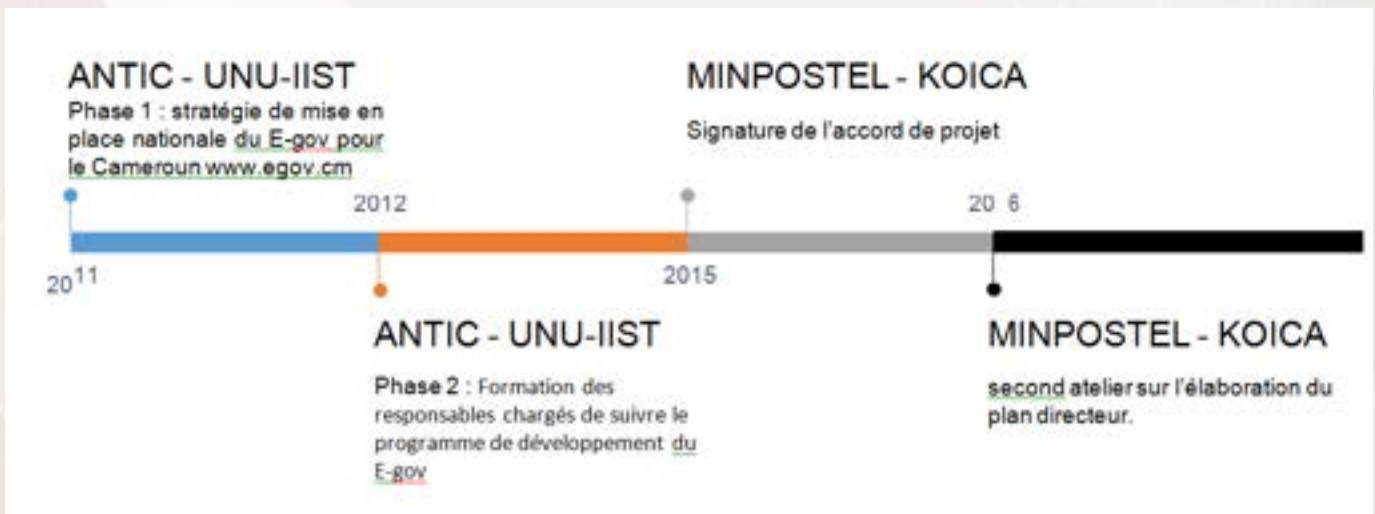 ANTIC - UNU-IIST
Phase 1 : stratégie de mise en
place nationale du E-gov pour
le Cameroun www.egov.cm
MINPOSTEL - KOICA
Signature de l'accord de projet
2012
20 6
2011
2015
ANTIC - UNU-IIST
Phase 2 : Formation des
responsables chargés de suivre le
programme de développement du
E-gov
MINPOSTEL - KOICA
second atelier sur l'élaboration du
plan directeur.